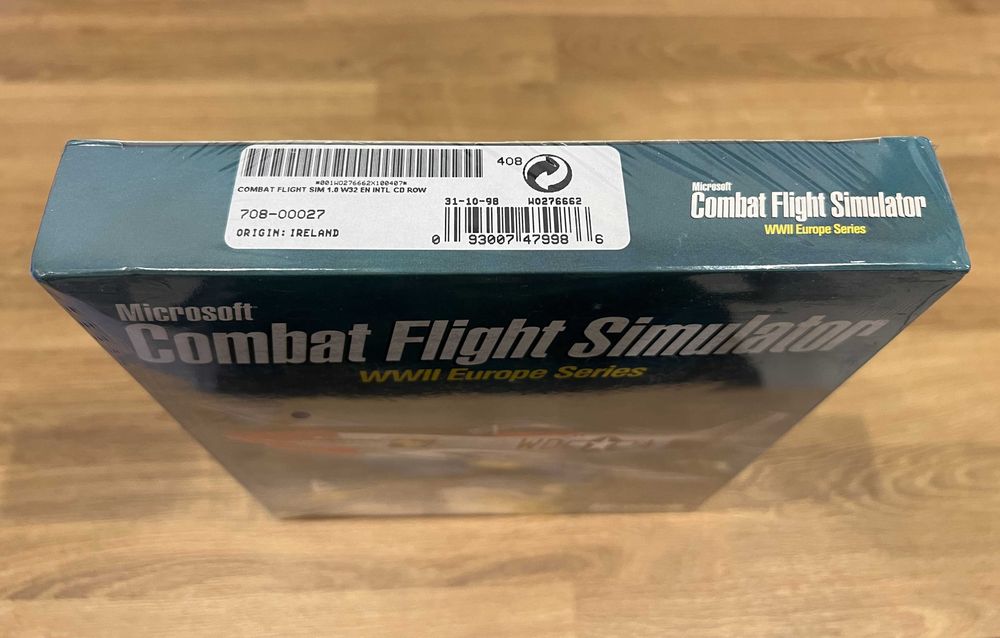 408
*001W0276662X100407*
COMBAT FLIGHT SIM 1.0 W32 EN INTL CD ROW
31-10-98 W0276662
708-00027
ORIGIN: IRELAND
0 93007 47998 6
Microsoft
Combat Flight Simulator
WWII Europe Series
Microsoft
Combat Flight Simulator
WWII Europe Series